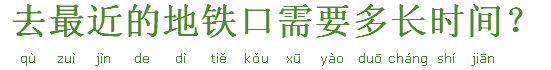 去最近的地铁口需要多长时间？
qù zuì jìn de dì tiě kǒu xū yào duō cháng shí jiān